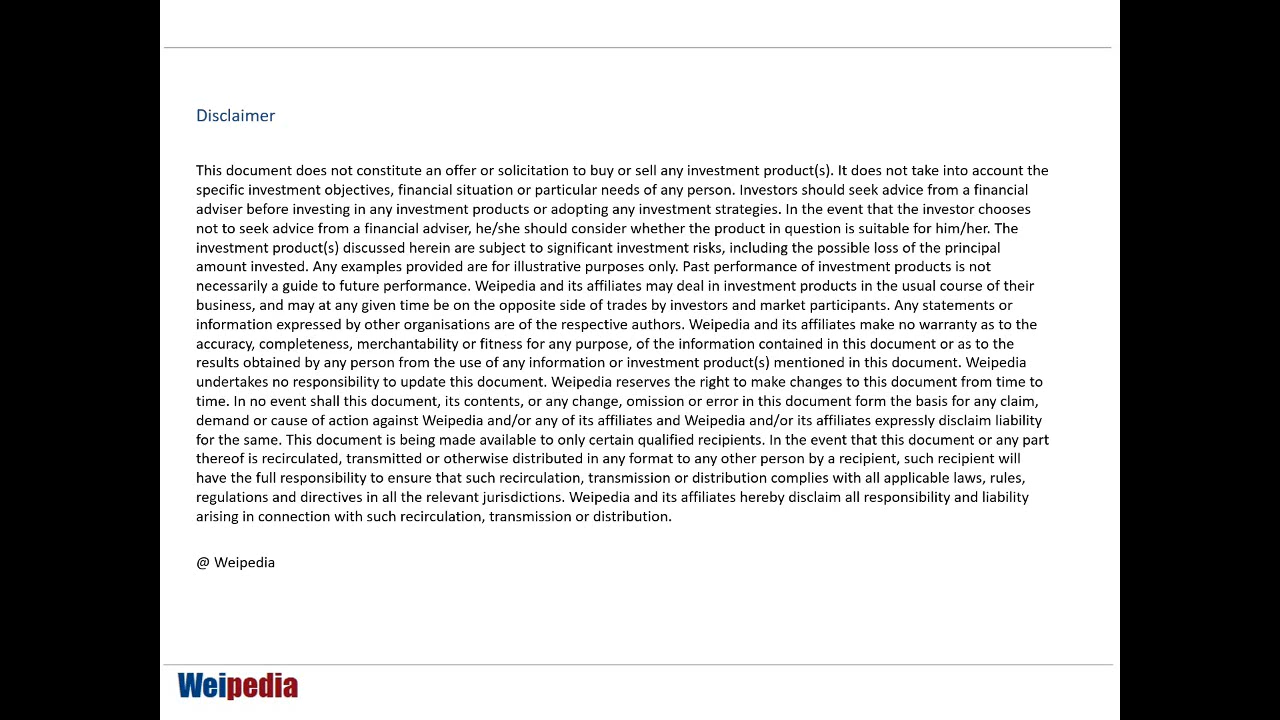 Disclaimer
This document does not constitute an offer or solicitation to buy or sell any investment product(s). It does not take into account the
specific investment objectives, financial situation or particular needs of any person. Investors should seek advice from a financial
adviser before investing in any investment products or adopting any investment strategies. In the event that the investor chooses
not to seek advice from a financial adviser, he/she should consider whether the product in question is suitable for him/her. The
investment product(s) discussed herein are subject to significant investment risks, including the possible loss of the principal
amount invested. Any examples provided are for illustrative purposes only. Past performance of investment products is not
necessarily a guide to future performance. Weipedia and its affiliates may deal in investment products in the usual course of their
business, and may at any given time be on the opposite side of trades by investors and market participants. Any statements or
information expressed by other organisations are of the respective authors. Weipedia and its affiliates make no warranty as to the
accuracy, completeness, merchantability or fitness for any purpose, of the information contained in this document or as to the
results obtained by any person from the use of any information or investment product(s) mentioned in this document. Weipedia
undertakes no responsibility to update this document. Weipedia reserves the right to make changes to this document from time to
time. In no event shall this document, its contents, or any change, omission or error in this document form the basis for any claim,
demand or cause of action against Weipedia and/or any of its affiliates and Weipedia and/or its affiliates expressly disclaim liability
for the same. This document is being made available to only certain qualified recipients. In the event that this document or any part
thereof is recirculated, transmitted or otherwise distributed in any format to any other person by a recipient, such recipient will
have the full responsibility to ensure that such recirculation, transmission or distribution complies with all applicable laws, rules,
regulations and directives in all the relevant jurisdictions. Weipedia and its affiliates hereby disclaim all responsibility and liability
arising in connection with such recirculation, transmission or distribution.
@ Weipedia
Weipedia